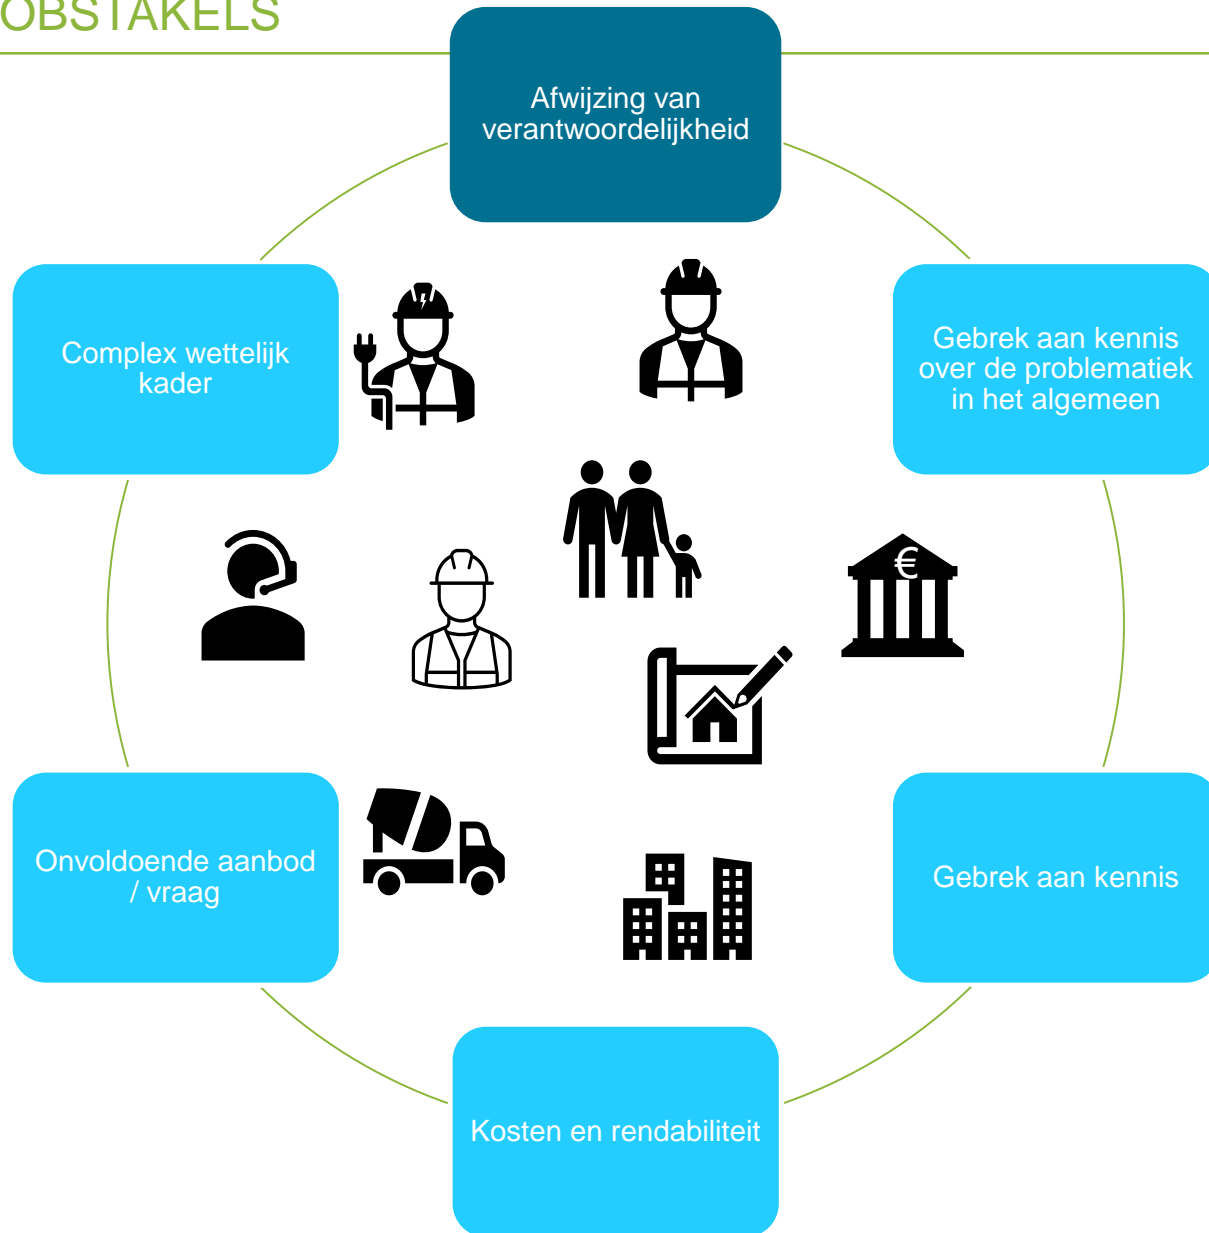 OBSTAKELS
Afwijzing van
verantwoordelijkheid
Gebrek aan kennis
over de problematiek
in het algemeen
Gebrek aan kennis
Kosten en rendabiliteit
Onvoldoende aanbod
/ vraag
Complex wettelijk
kader
€